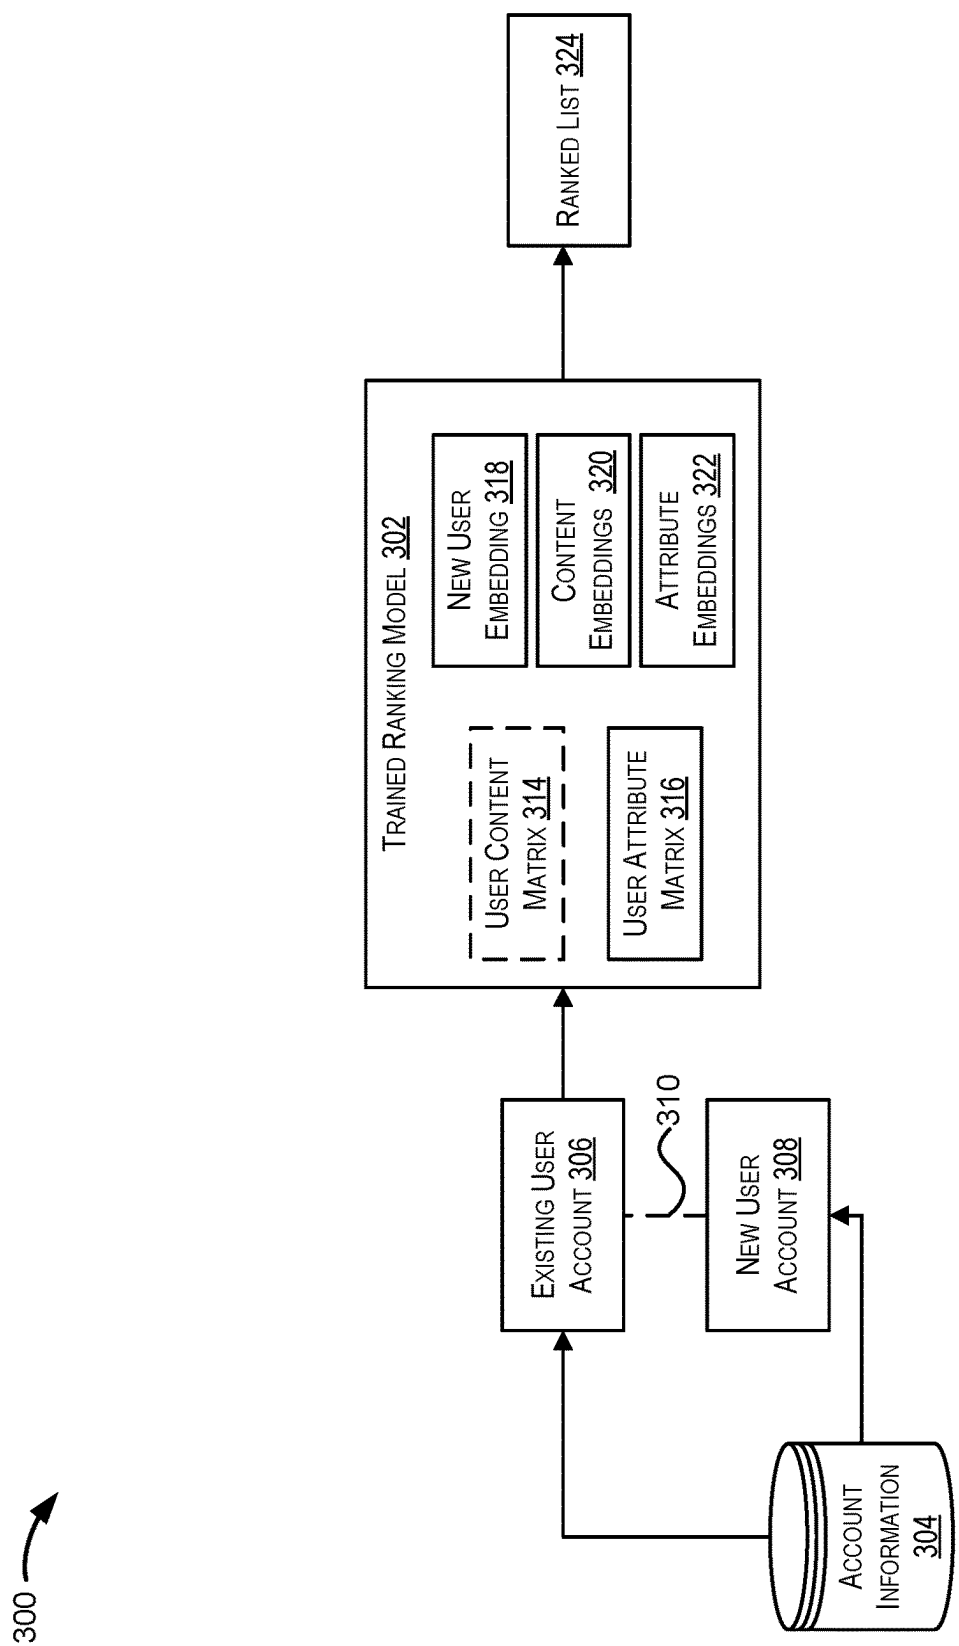 300
ACCOUNT
INFORMATION
304
EXISTING USER
ACCOUNT 306
310
NEW USER
ACCOUNT 308
TRAINED RANKING MODEL 302
USER CONTENT
MATRIX 314
USER ATTRIBUTE
MATRIX 316
NEW USER
EMBEDDING 318
CONTENT
EMBEDDINGS 320
ATTRIBUTE
EMBEDDINGS 322
RANKED LIST 324